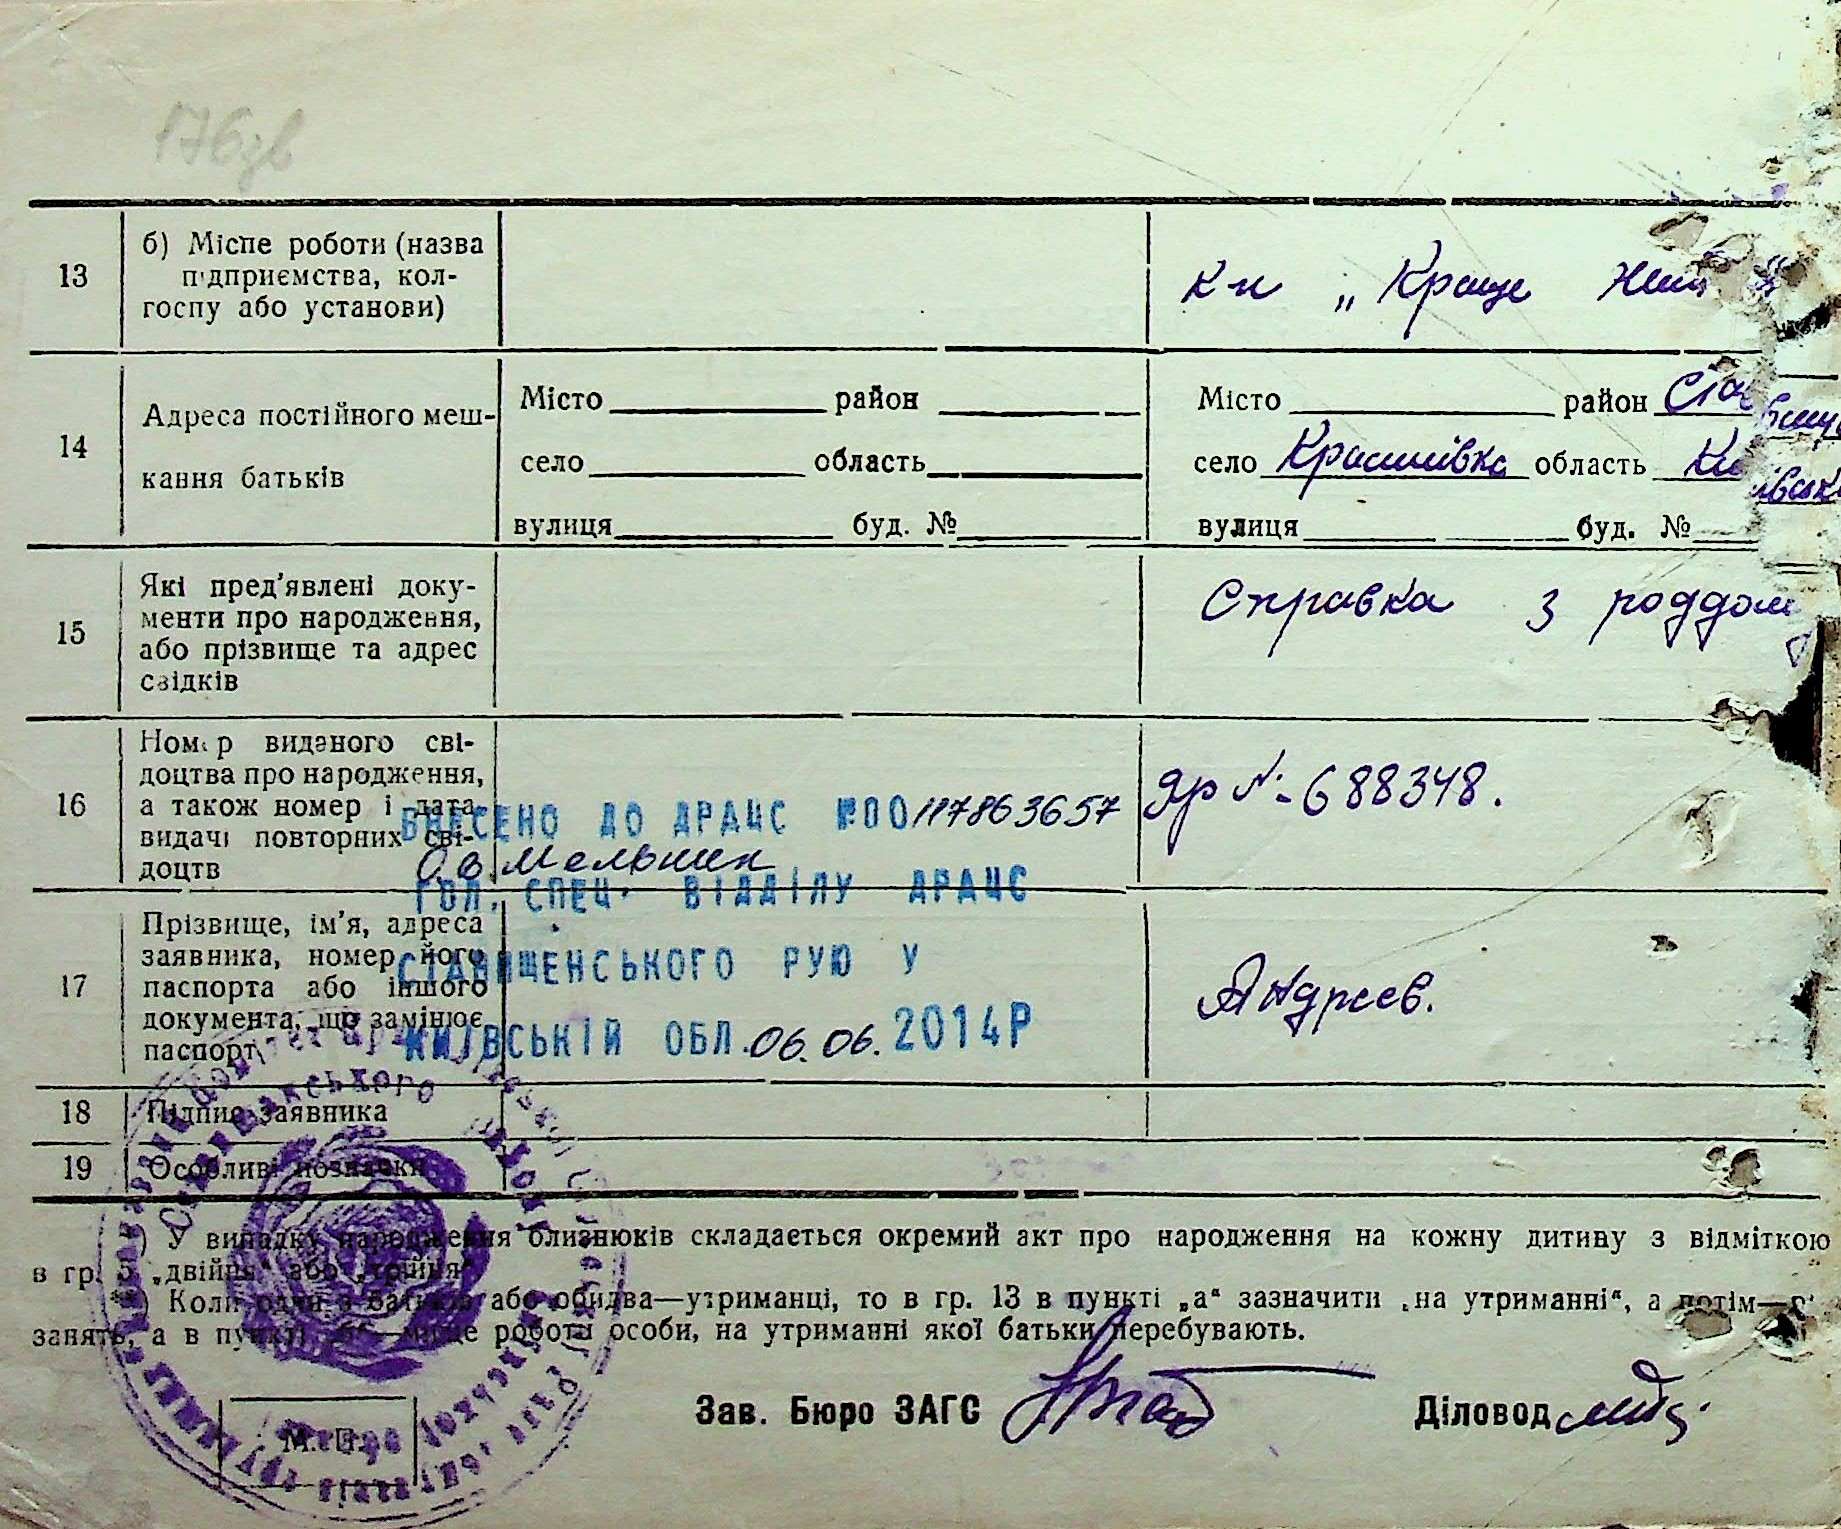 176зв
13
б) Місце роботи (назва
підприємства, кол-
госпу або установи)
к-п „Краще
14
Адреса постійного меш-
кання батьків
Місто район
село область
вулиця буд. №
Місто район Ставищ
село Красилівка область Київськ
вулиця буд. №
15
Які пред'явлені доку-
менти про народження,
або прізвище та адрес
свідків
Справка з роддому
16
Номер виданого сві-
доцтва про народження,
а також номер і дата
видачі повторних сві-
доцтв
яр № 688348.
ВНЕСЕНО ДО ДРАЦС №00117863657
О.В. Мельник
ГОЛ. СПЕЦ. ВІДДІЛУ ДРАЦС
СТАВИЩЕНСЬКОГО РУЮ У
КИЇВСЬКІЙ ОБЛ. 06.06.2014Р
17
Прізвище, ім'я, адреса
заявника, номер його
паспорта або іншого
документа, що замінює
паспорт
Андрєєв.
18
Підпис заявника
19
Особливі позначки
) У випадку народження близнюків складається окремий акт про народження на кожну дитину з відміткою
в гр. 5 „двійня“ або „трійня“
**) Коли один з батьків або обидва—утриманці, то в гр. 13 в пункті „а“ зазначити „на утриманні“, а потім—
занять, а в пункті „б“—місце роботи особи, на утриманні якої батьки перебувають.
М. П.
Зав. Бюро ЗАГС
Діловод